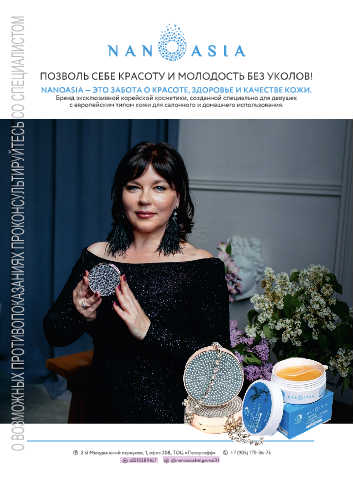 NANOASIA
ПОЗВОЛЬ СЕБЕ КРАСОТУ И МОЛОДОСТЬ БЕЗ УКОЛОВ!
NANOASIA — ЭТО ЗАБОТА О КРАСОТЕ, ЗДОРОВЬЕ И КАЧЕСТВЕ КОЖИ.
Бренд эксклюзивной корейской косметики, созданной специально для девушек
с европейским типом кожи для салонного и домашнего использования
О ВОЗМОЖНЫХ ПРОТИВОПОКАЗАНИЯХ ПРОКОНСУЛЬТИРУЙТЕСЬ СО СПЕЦИАЛИСТОМ
NANOASIA